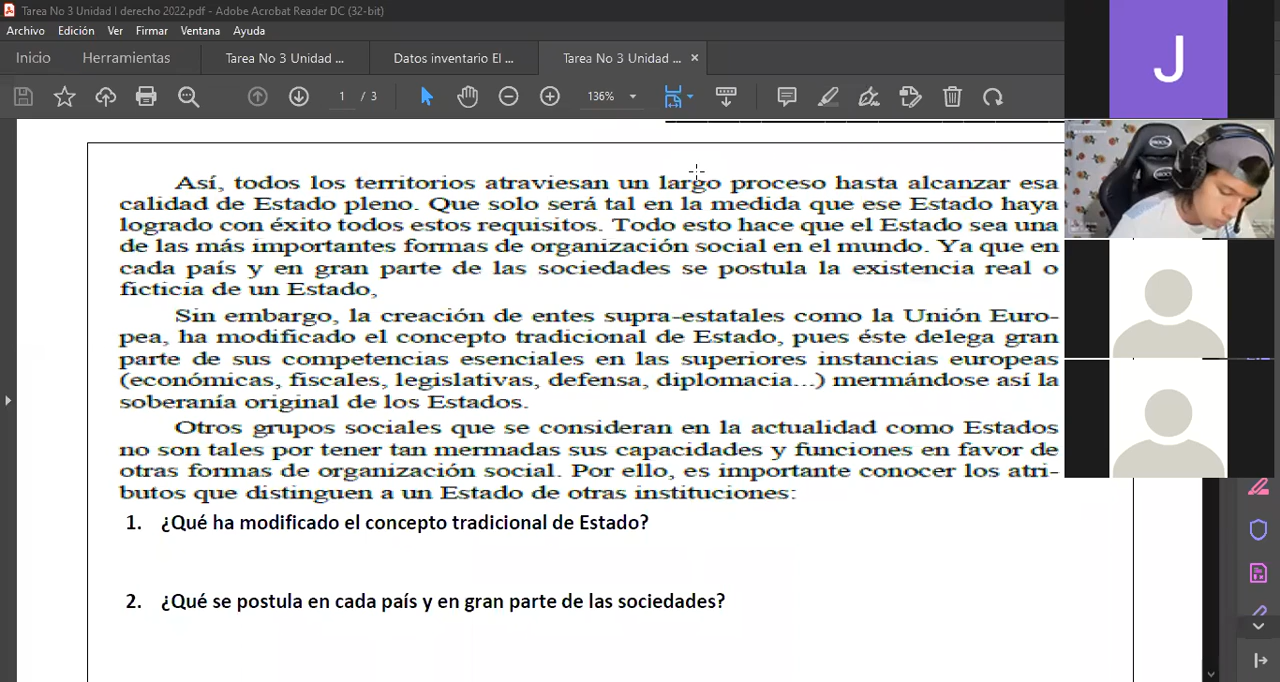 Tarea No 3 Unidad I derecho 2022.pdf - Adobe Acrobat Reader DC (32-bit)
Archivo Edición Ver Firmar Ventana Ayuda
Inicio Herramientas Tarea No 3 Unidad ... Datos inventario El ... Tarea No 3 Unidad ... ×
1 / 3 136%
J
Así, todos los territorios atraviesan un largo proceso hasta alcanzar esa
calidad de Estado pleno. Que solo será tal en la medida que ese Estado haya
logrado con éxito todos estos requisitos. Todo esto hace que el Estado sea una
de las más importantes formas de organización social en el mundo. Ya que en
cada país y en gran parte de las sociedades se postula la existencia real o
ficticia de un Estado,
Sin embargo, la creación de entes supra-estatales como la Unión Euro-
pea, ha modificado el concepto tradicional de Estado, pues éste delega gran
parte de sus competencias esenciales en las superiores instancias europeas
(económicas, fiscales, legislativas, defensa, diplomacia...) mermándose así la
soberanía original de los Estados.
Otros grupos sociales que se consideran en la actualidad como Estados
no son tales por tener tan mermadas sus capacidades y funciones en favor de
otras formas de organización social. Por ello, es importante conocer los atri-
butos que distinguen a un Estado de otras instituciones:
1. ¿Qué ha modificado el concepto tradicional de Estado?
2. ¿Qué se postula en cada país y en gran parte de las sociedades?